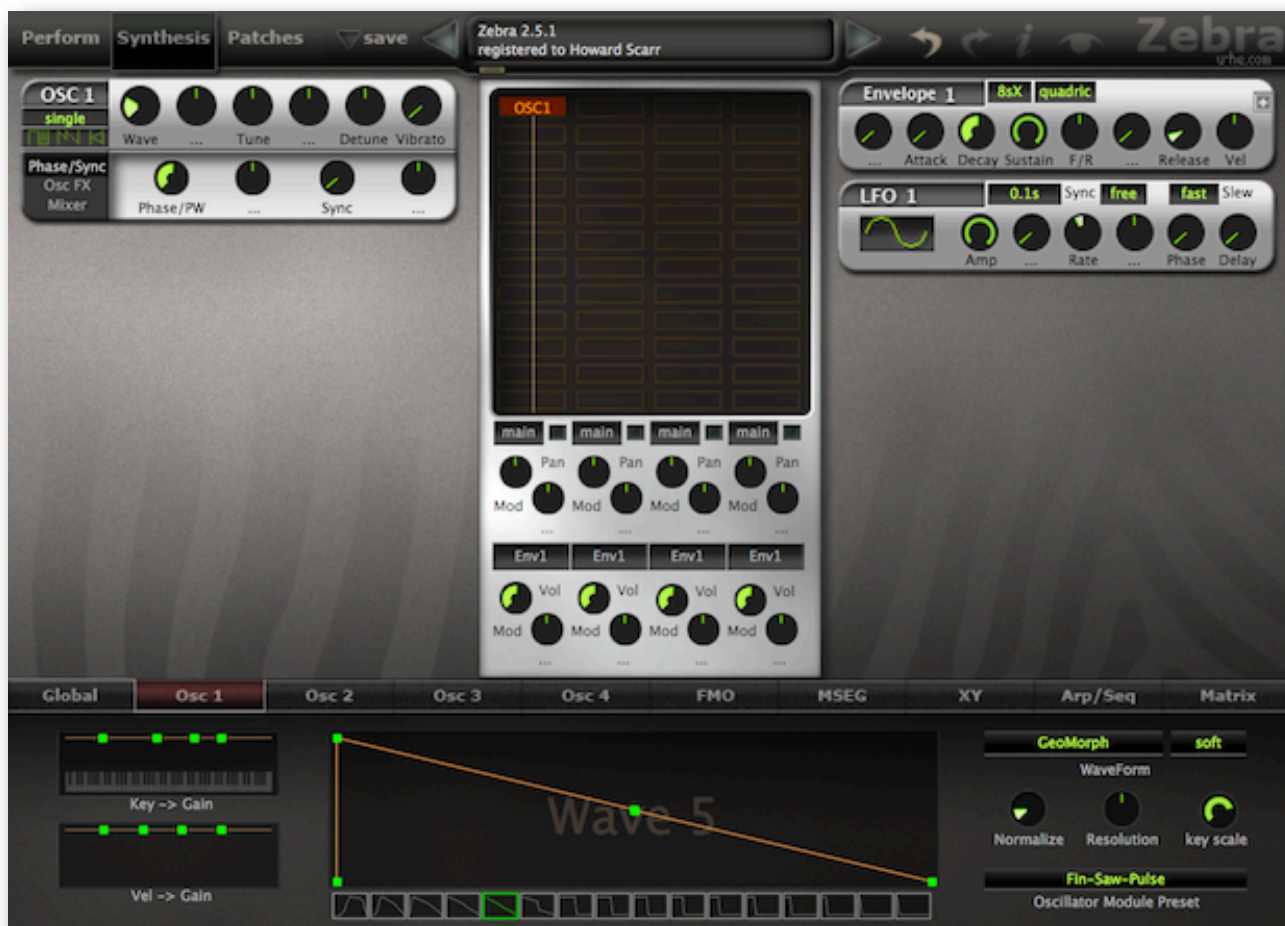 Perform Synthesis Patches save
Zebra 2.5.1
registered to Howard Scarr
Zebra
u-he.com
OSC 1
single
Wave ... Tune ... Detune Vibrato
Phase/Sync
Osc FX
Mixer
Phase/PW ... Sync ...
OSC1
main main main main
Pan Pan Pan Pan
Mod Mod Mod Mod
... ... ... ...
Env1 Env1 Env1 Env1
Vol Vol Vol Vol
Mod Mod Mod Mod
... ... ... ...
Envelope 1 8sX quadric
... Attack Decay Sustain F/R ... Release Vel
LFO 1 0.1s Sync free fast Slew
Amp ... Rate ... Phase Delay
Global Osc 1 Osc 2 Osc 3 Osc 4 FMO MSEG XY Arp/Seq Matrix
Key -> Gain
Vel -> Gain
Wave 5
GeoMorph soft
WaveForm
Normalize Resolution key scale
Fin-Saw-Pulse
Oscillator Module Preset